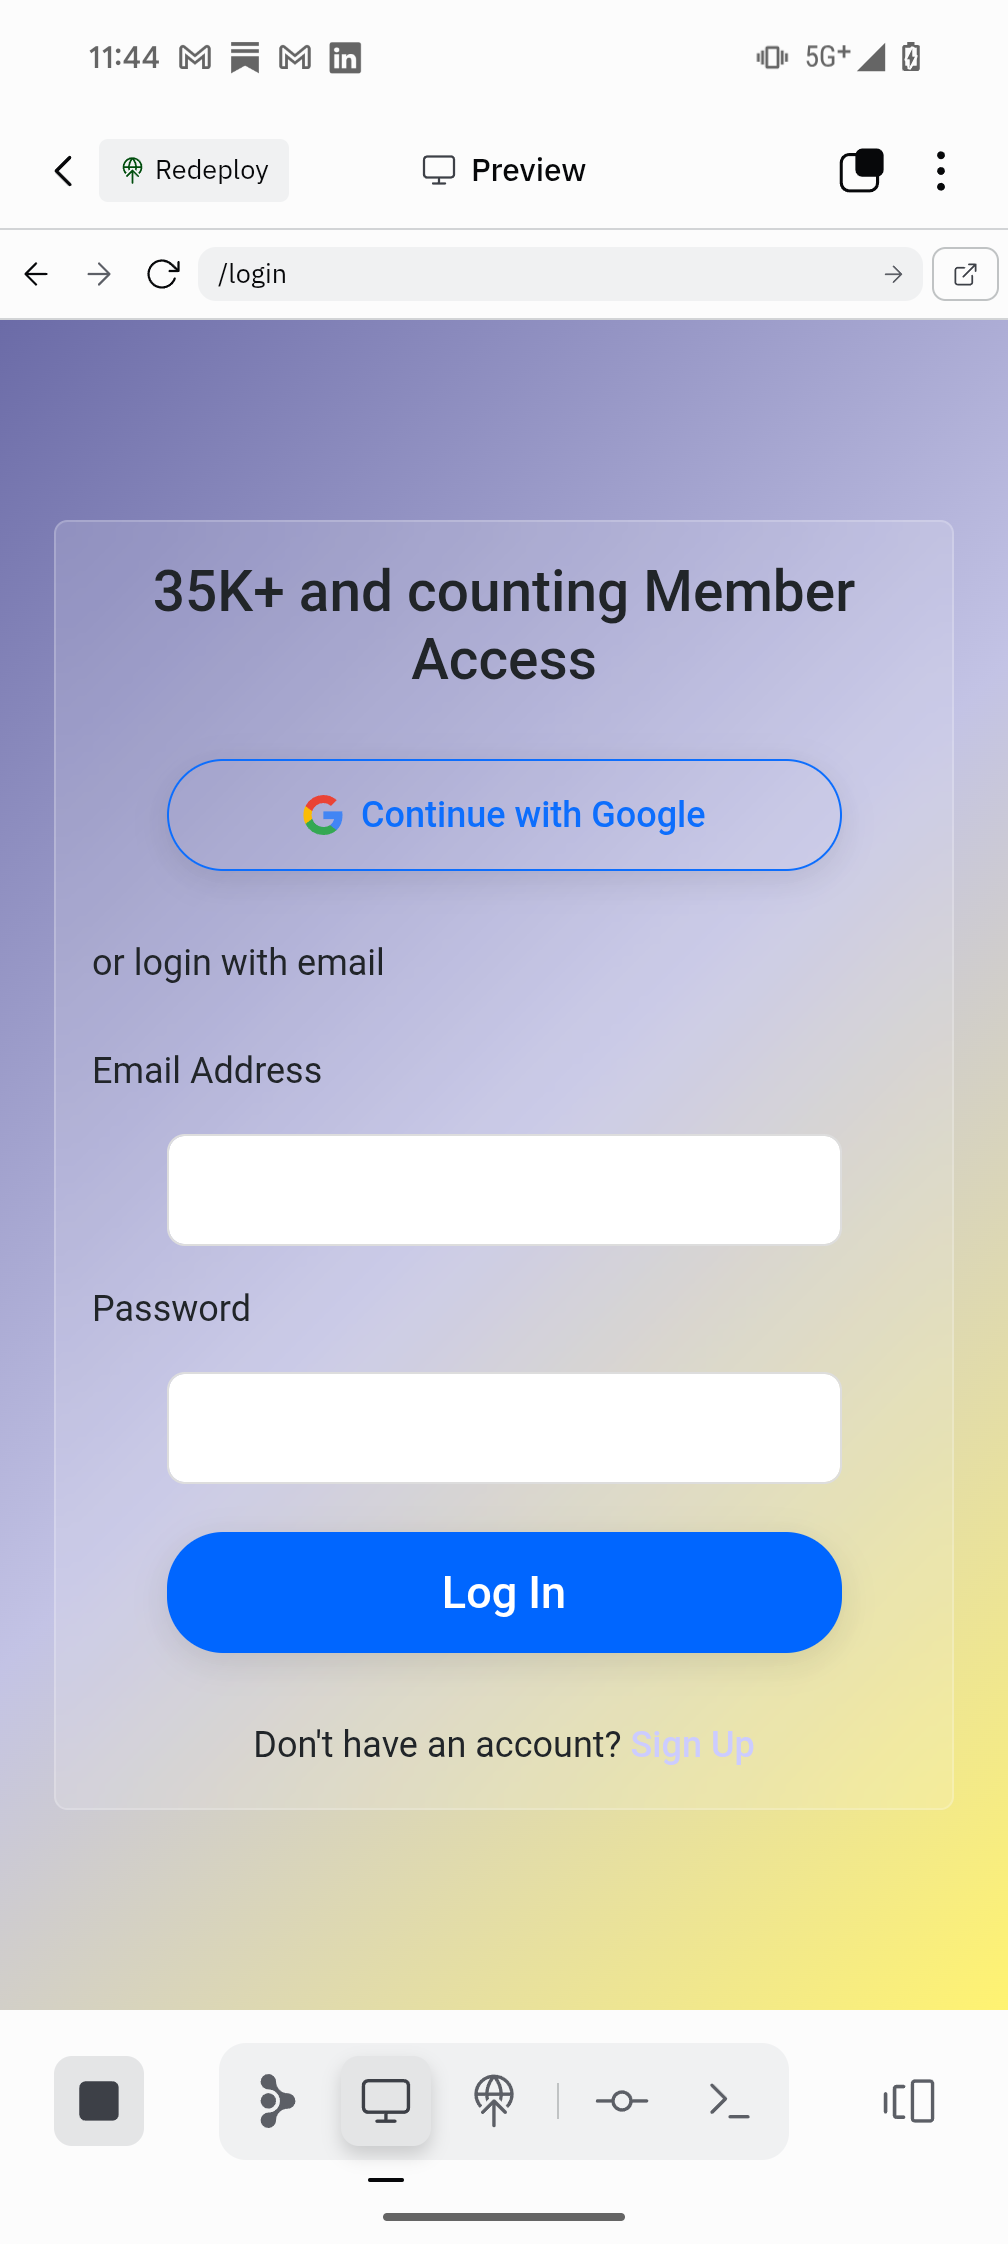 11:44
5G+
Redeploy
Preview
/login
35K+ and counting Member
Access
Continue with Google
or login with email
Email Address
Password
Log In
Don't have an account? Sign Up